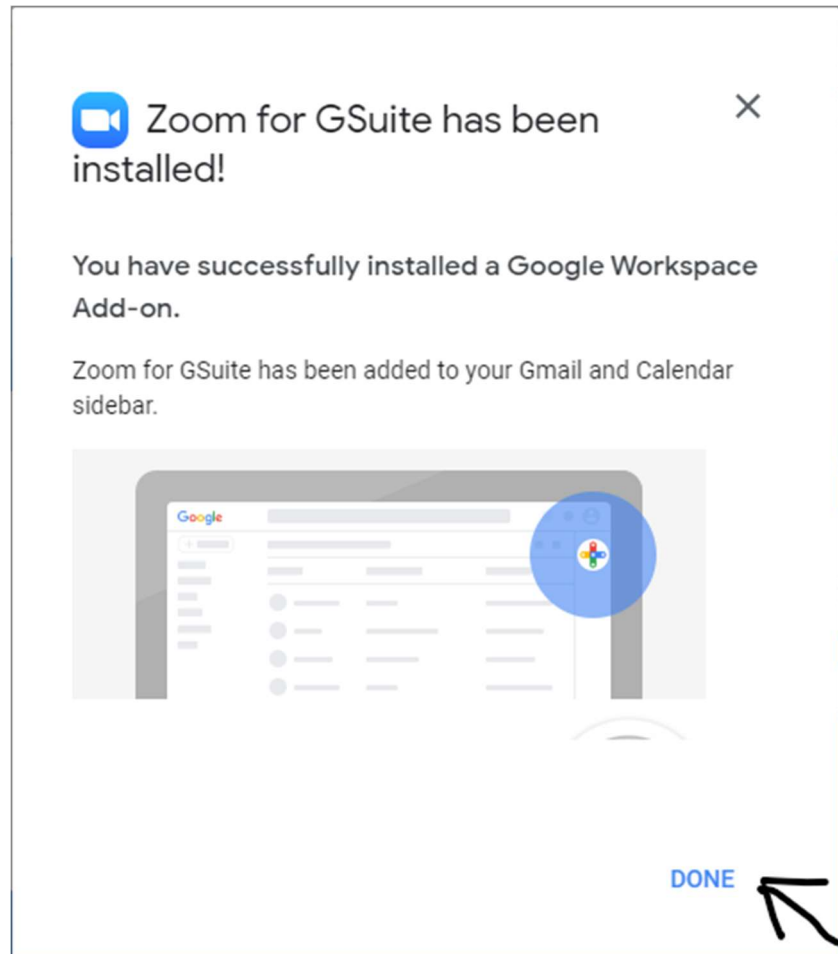 Zoom for GSuite has been
installed!
You have successfully installed a Google Workspace
Add-on.
Zoom for GSuite has been added to your Gmail and Calendar
sidebar.
Google
DONE